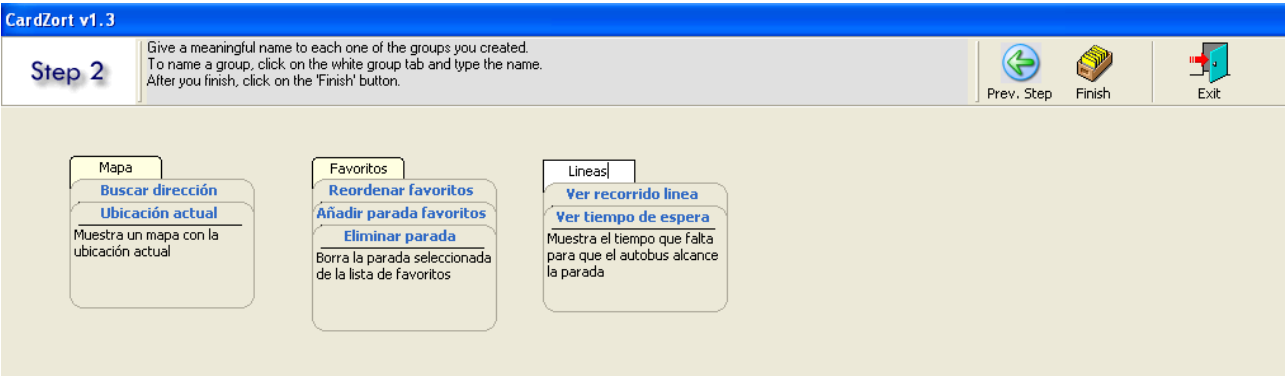 CardZort v1.3
Step 2
Give a meaningful name to each one of the groups you created.
To name a group, click on the white group tab and type the name.
After you finish, click on the 'Finish' button.
Prev. Step
Finish
Exit
Mapa
Buscar dirección
Ubicación actual
Muestra un mapa con la
ubicación actual
Favoritos
Reordenar favoritos
Añadir parada favoritos
Eliminar parada
Borra la parada seleccionada
de la lista de favoritos
Lineas
Ver recorrido linea
Ver tiempo de espera
Muestra el tiempo que falta
para que el autobus alcance
la parada